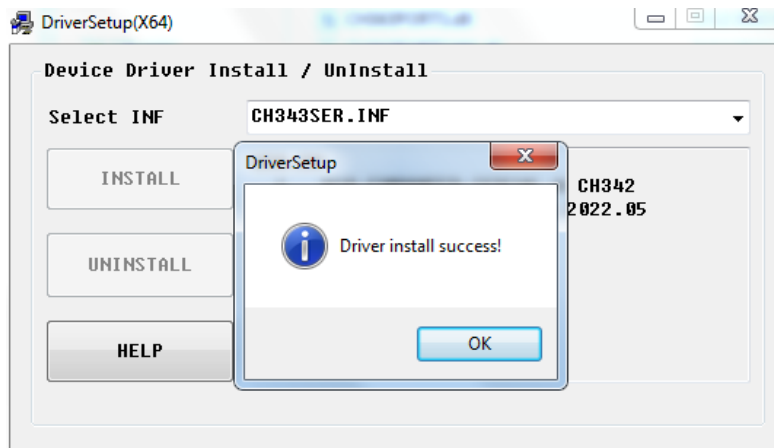 DriverSetup(X64)
Device Driver Install / UnInstall
Select INF
CH343SER.INF
INSTALL
UNINSTALL
HELP
CH342
2022.05
DriverSetup
Driver install success!
OK